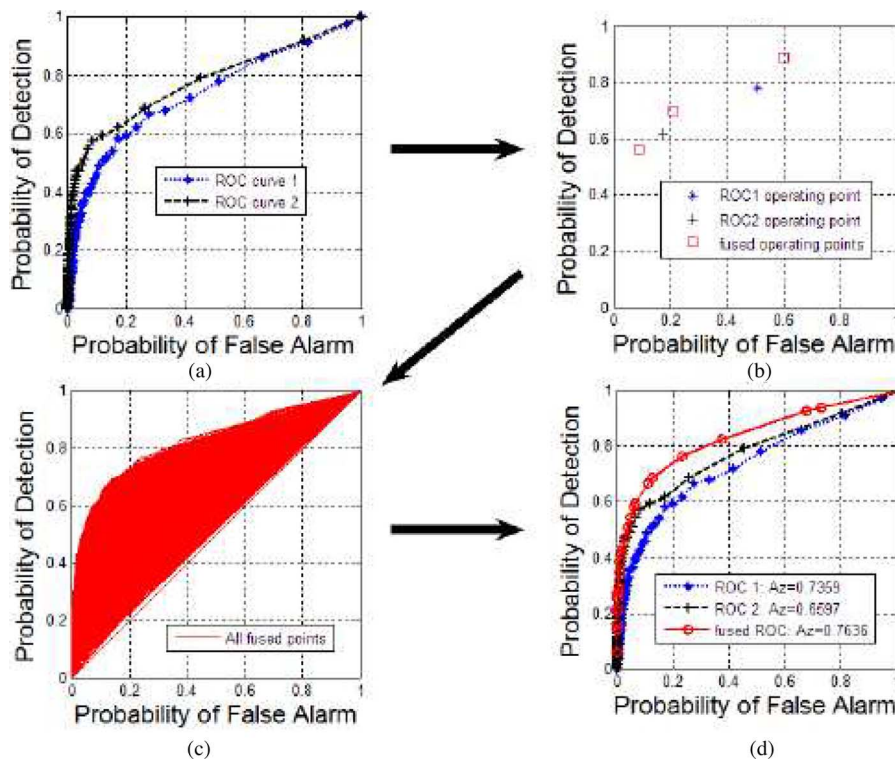 Probability of Detection
1
0.8
0.6
0.4
0.2
0
ROC curve 1
ROC curve 2
0 0.2 0.4 0.6 0.8 1
Probability of False Alarm
(a)
Probability of Detection
1
0.8
0.6
0.4
0.2
0
ROC1 operating point
ROC2 operating point
fused operating points
0 0.2 0.4 0.6 0.8
Probability of False Alarm
(b)
Probability of Detection
1
0.8
0.6
0.4
0.2
0
All fused points
0 0.2 0.4 0.6 0.8 1
Probability of False Alarm
(c)
Probability of Detection
1
0.8
0.6
0.4
0.2
0
ROC 1: Az=0.7359
ROC 2 Az=0.6597
fused ROC: Az=0.7636
0 0.2 0.4 0.6 0.8
Probability of False Alarm
(d)